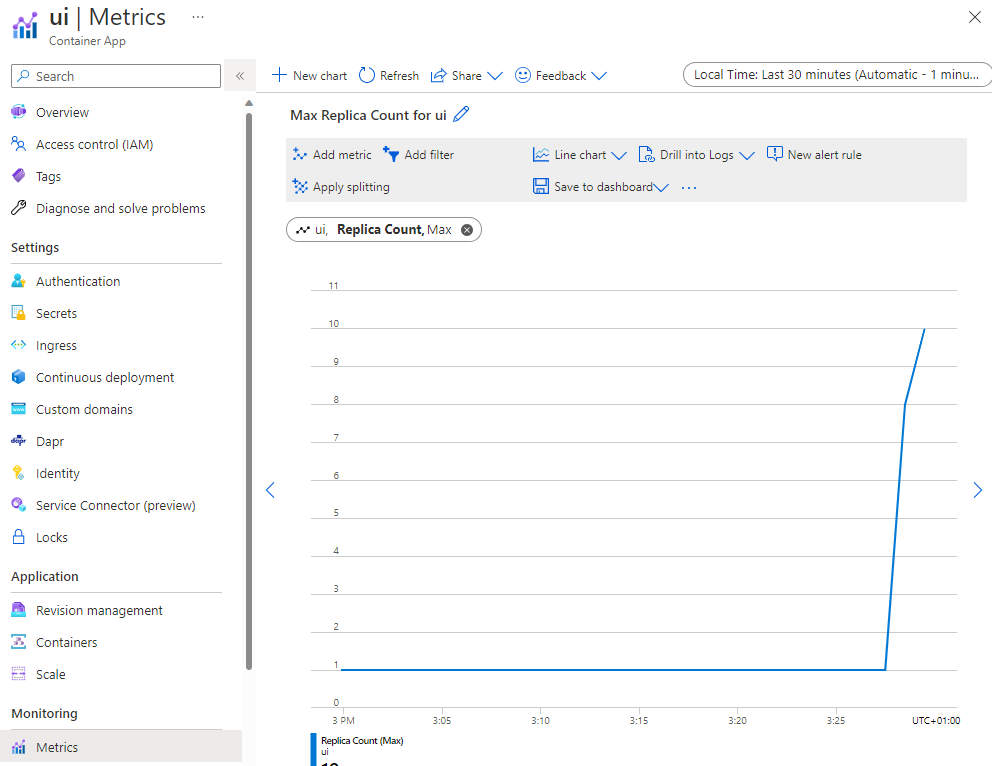 ui | Metrics ...
Container App
Search
«
Overview
Access control (IAM)
Tags
Diagnose and solve problems
Settings
Authentication
Secrets
Ingress
Continuous deployment
Custom domains
Dapr
Identity
Service Connector (preview)
Locks
Application
Revision management
Containers
Scale
Monitoring
Metrics
New chart Refresh Share Feedback
Local Time: Last 30 minutes (Automatic - 1 minu...
Max Replica Count for ui
Add metric Add filter Line chart Drill into Logs New alert rule
Apply splitting Save to dashboard ...
ui, Replica Count, Max
11
10
9
8
7
6
5
4
3
2
1
0
3 PM 3:05 3:10 3:15 3:20 3:25 UTC+01:00
Replica Count (Max)
ui